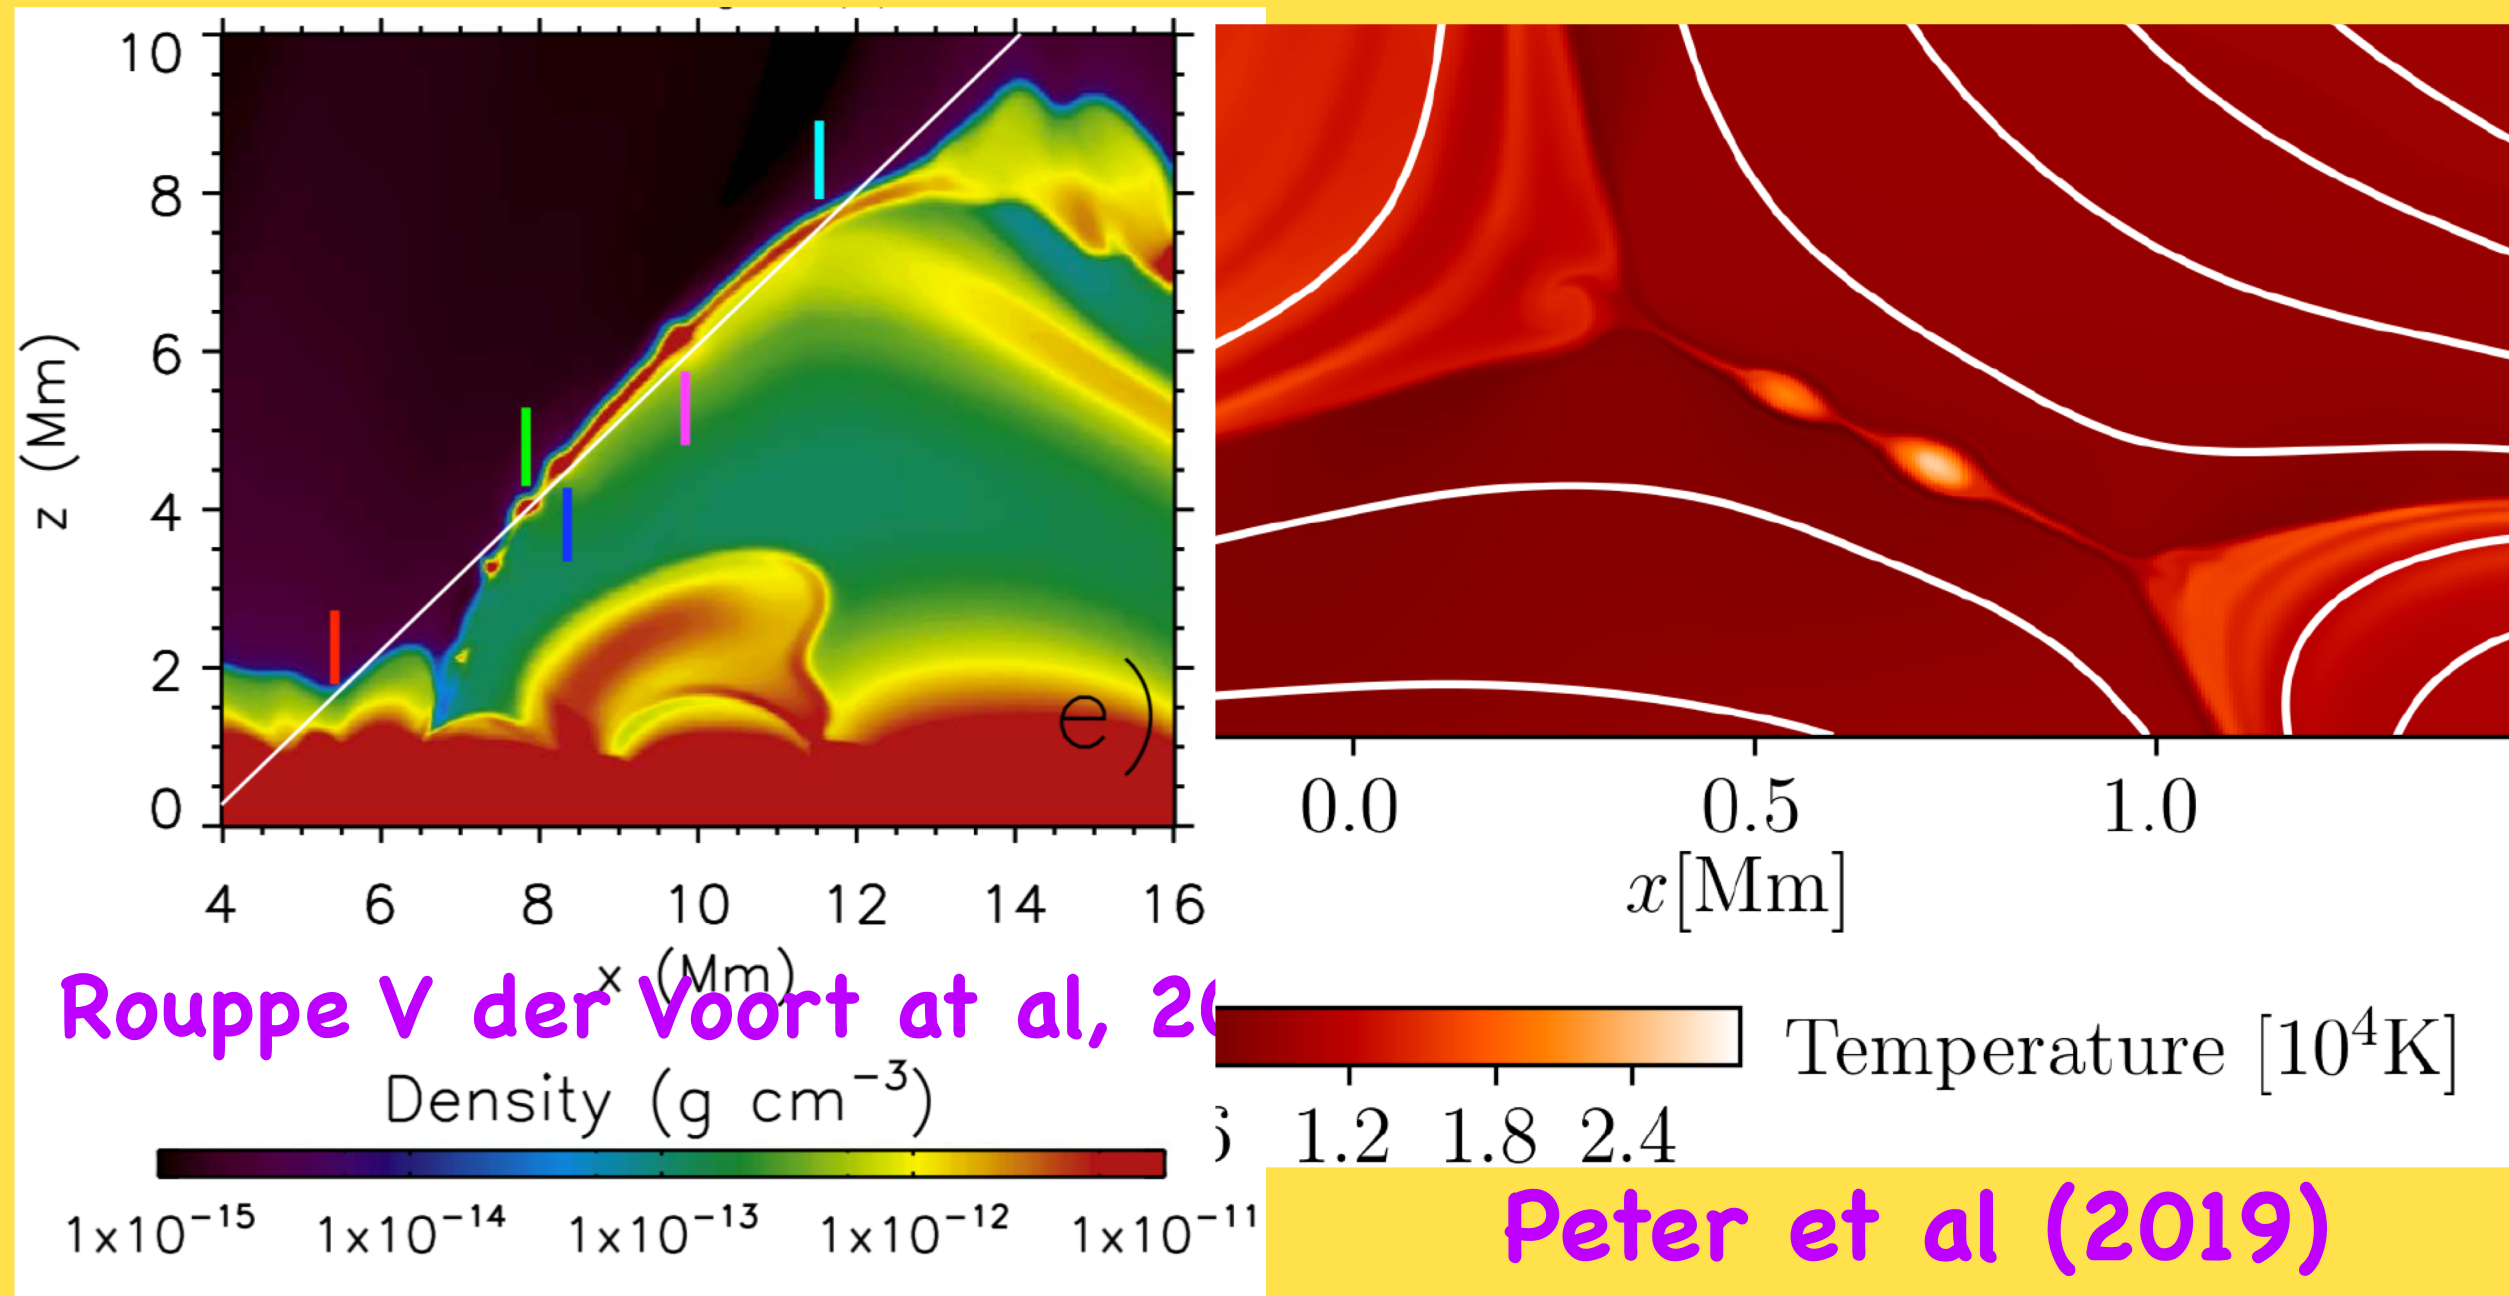 10
8
6
4
2
0
z (Mm)
e)
4 6 8 10 12 14 16
x (Mm)
Rouppe V der Voort at al,
Density (g cm⁻³)
1x10⁻¹⁵ 1x10⁻¹⁴ 1x10⁻¹³ 1x10⁻¹² 1x10⁻¹¹
0.0 0.5 1.0
x[Mm]
Temperature [10⁴K]
1.2 1.8 2.4
Peter et al (2019)